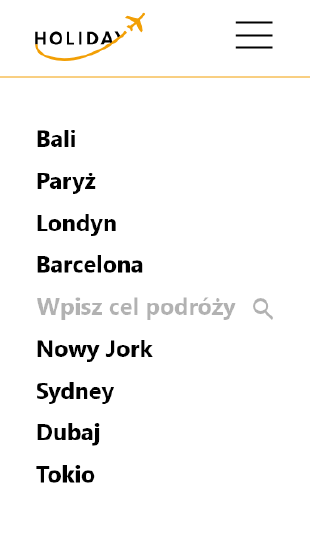 HOLIDAY
Bali
Paryż
Londyn
Barcelona
Wpisz cel podróży
Nowy Jork
Sydney
Dubaj
Tokio